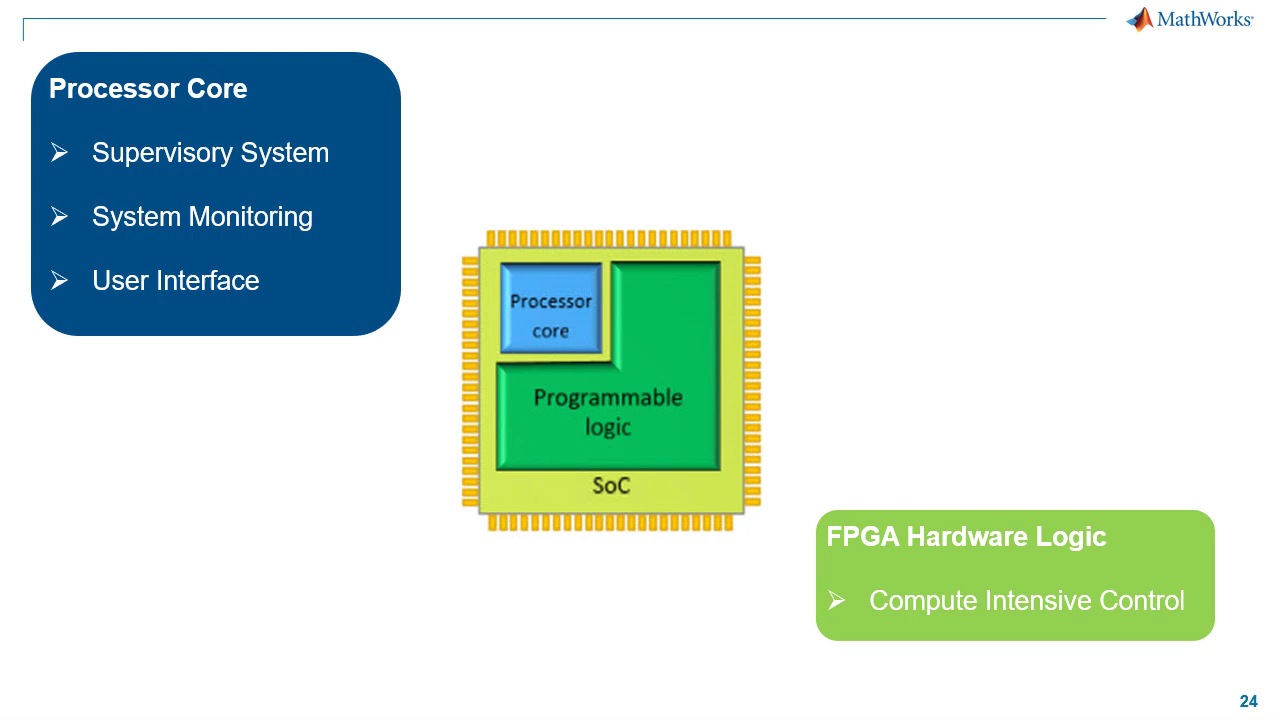 MathWorks®
Processor Core
➢ Supervisory System
➢ System Monitoring
➢ User Interface
Processor
core
Programmable
logic
SoC
FPGA Hardware Logic
➢ Compute Intensive Control
24